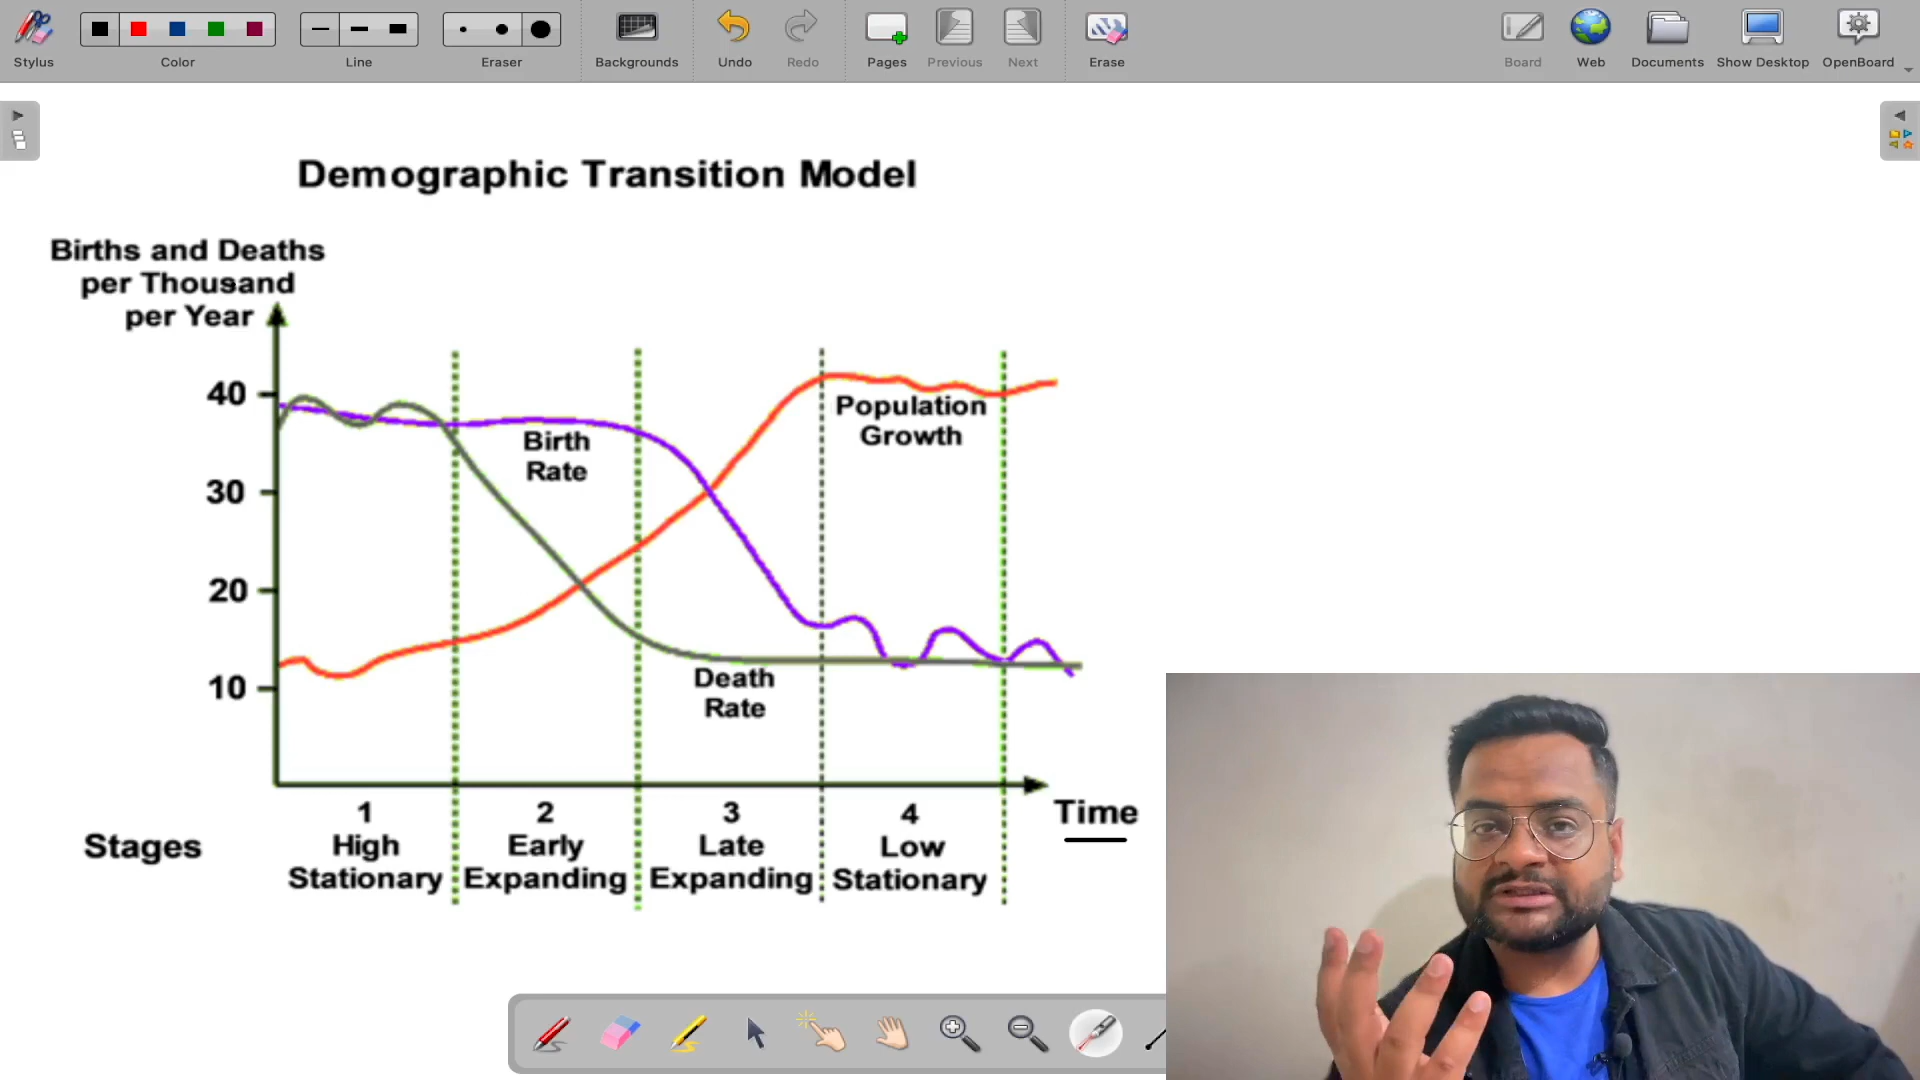 Stylus
Color
Line
Eraser
Backgrounds
Undo
Redo
Pages
Previous
Next
Erase
Board
Web
Documents
Show Desktop
OpenBoard
Demographic Transition Model
Births and Deaths
per Thousand
per Year
40
30
20
10
Birth
Rate
Population
Growth
Death
Rate
Time
Stages
1
High
Stationary
2
Early
Expanding
3
Late
Expanding
4
Low
Stationary